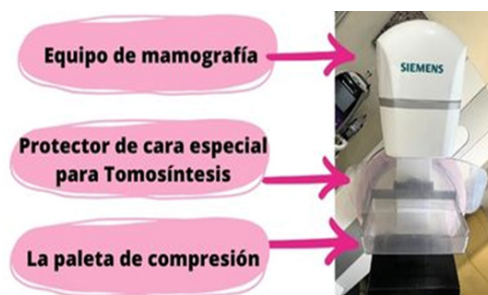 Equipo de mamografía
SIEMENS
Protector de cara especial
para Tomosíntesis
La paleta de compresión